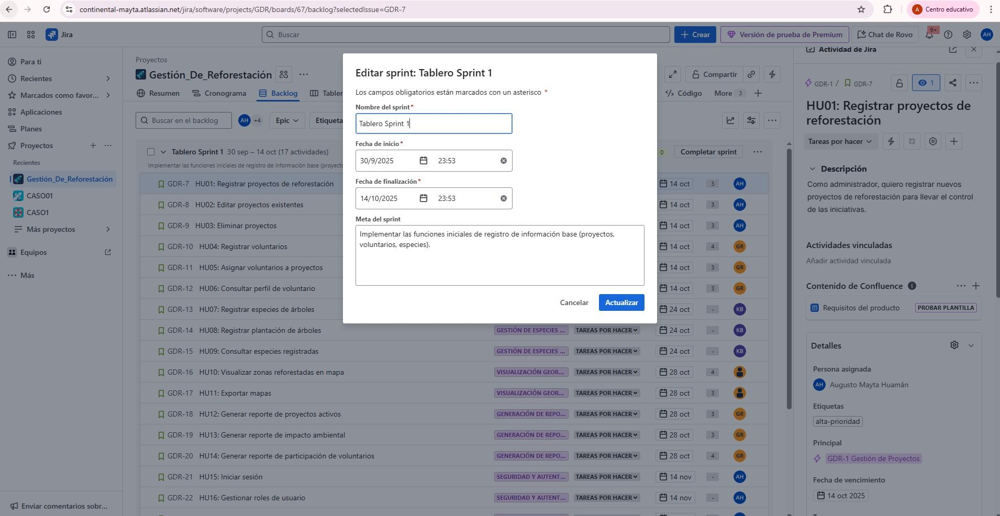 continental-mayta.atlassian.net/jira/software/projects/GDR/boards/67/backlog?selectedIssue=GDR-7
A Centro educativo
Jira
Buscar
Crear
Versión de prueba de Premium
Chat de Rovo
9+
AH
Para ti
Recientes
Marcados como favor...
Aplicaciones
Planes
Proyectos
Recientes
Gestión_De_Reforestación
CASO01
CASO1
Más proyectos
Equipos
Más
Enviar comentarios sobr...
Proyectos
Gestión_De_Reforestación
Compartir
Resumen
Cronograma
Backlog
Tabler
Código
More 3
Buscar en el backlog
AH +4
Epic
Etiqueta
Tablero Sprint 1 30 sep – 14 oct (17 actividades)
0
Completar sprint
Implementar las funciones iniciales de registro de información base (proyecto
GDR-7 HU01: Registrar proyectos de reforestación 14 oct 3 AH
GDR-8 HU02: Editar proyectos existentes 14 oct 3 AH
GDR-9 HU03: Eliminar proyectos 14 oct 3 AH
GDR-10 HU04: Registrar voluntarios 14 oct 4 GR
GDR-11 HU05: Asignar voluntarios a proyectos 14 oct 3 GR
GDR-12 HU06: Consultar perfil de voluntario 14 oct 3 GR
GDR-13 HU07: Registrar especies de árboles 24 oct - KB
GDR-14 HU08: Registrar plantación de árboles GESTIÓN DE ESPECIES ... TAREAS POR HACER 24 oct - KB
GDR-15 HU09: Consultar especies registradas GESTIÓN DE ESPECIES ... TAREAS POR HACER 24 oct - KB
GDR-16 HU10: Visualizar zonas reforestadas en mapa VISUALIZACIÓN GEOR... TAREAS POR HACER 28 oct 4
GDR-17 HU11: Exportar mapas VISUALIZACIÓN GEOR... TAREAS POR HACER 28 oct 3
GDR-18 HU12: Generar reporte de proyectos activos GENERACIÓN DE REPO... TAREAS POR HACER 28 oct 3 GR
GDR-19 HU13: Generar reporte de impacto ambiental GENERACIÓN DE REPO... TAREAS POR HACER 28 oct 3 GR
GDR-20 HU14: Generar reporte de participación de voluntarios GENERACIÓN DE REPO... TAREAS POR HACER 28 oct 4 GR
GDR-21 HU15: Iniciar sesión SEGURIDAD Y AUTENT... TAREAS POR HACER 14 nov - AH
GDR-22 HU16: Gestionar roles de usuario SEGURIDAD Y AUTENT... TAREAS POR HACER 14 nov - AH
Editar sprint: Tablero Sprint 1
Los campos obligatorios están marcados con un asterisco *
Nombre del sprint*
Tablero Sprint 1
Fecha de inicio*
30/9/2025 23:53
Fecha de finalización*
14/10/2025 23:53
Meta del sprint
Implementar las funciones iniciales de registro de información base (proyectos,
voluntarios, especies).
Cancelar
Actualizar
Actividad de Jira
GDR-1 / GDR-7
1
HU01: Registrar proyectos de
reforestación
Tareas por hacer
Descripción
Como administrador, quiero registrar nuevos
proyectos de reforestación para llevar el control
de las iniciativas.
Actividades vinculadas
Añadir actividad vinculada
Contenido de Confluence
Requisitos del producto PROBAR PLANTILLA
Detalles
Persona asignada
AH Augusto Mayta Huamán
Etiquetas
alta-prioridad
Principal
GDR-1 Gestión de Proyectos
Fecha de vencimiento
14 oct 2025